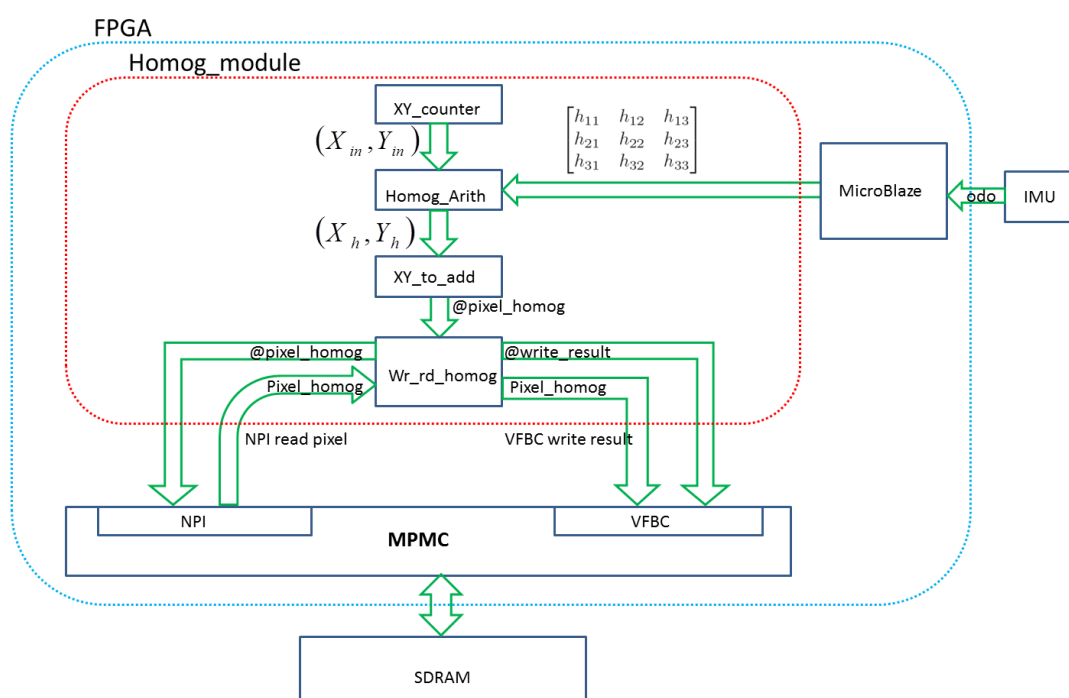 FPGA
Homog_module
XY_counter
(X_in, Y_in)
h11 h12 h13
h21 h22 h23
h31 h32 h33
Homog_Arith
MicroBlaze
odo
IMU
(X_h, Y_h)
XY_to_add
@pixel_homog
@pixel_homog
Wr_rd_homog
@write_result
Pixel_homog
Pixel_homog
NPI read pixel
VFBC write result
NPI
VFBC
MPMC
SDRAM